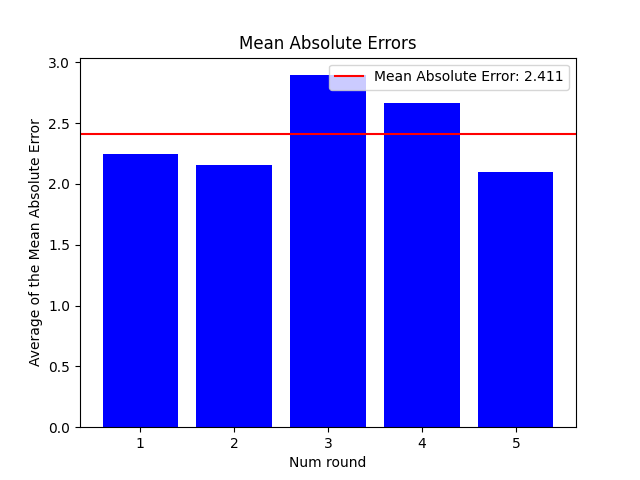 Mean Absolute Errors
Mean Absolute Error: 2.411
Average of the Mean Absolute Error
3.0
2.5
2.0
1.5
1.0
0.5
0.0
1 2 3 4 5
Num round